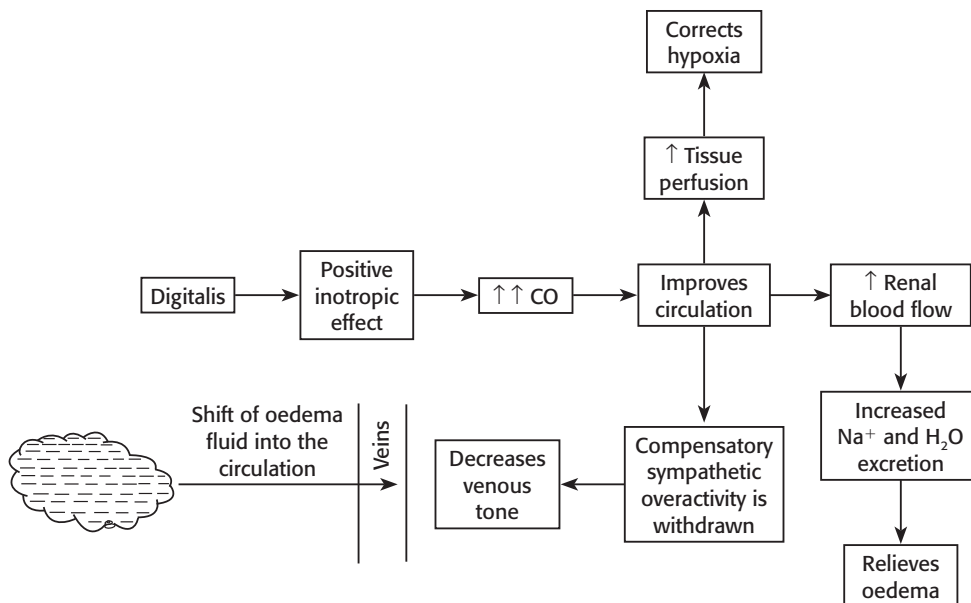 Corrects
hypoxia
↑ Tissue
perfusion
Digitalis
Positive
inotropic
effect
↑ ↑ CO
Improves
circulation
↑ Renal
blood flow
Shift of oedema
fluid into the
circulation
Veins
Decreases
venous
tone
Compensatory
sympathetic
overactivity is
withdrawn
Increased
Na⁺ and H₂O
excretion
Relieves
oedema